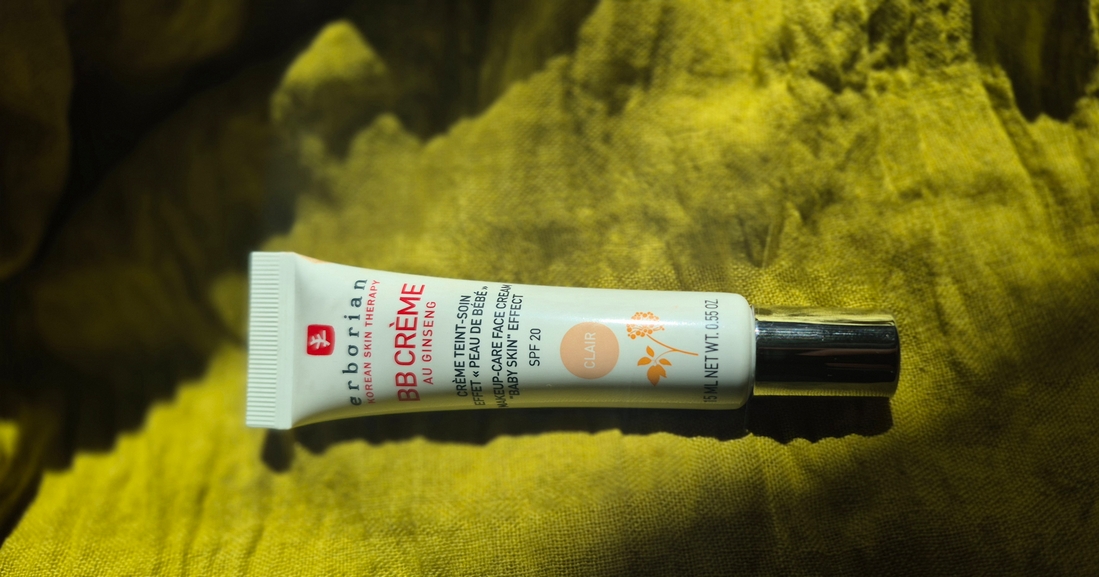 erborian
KOREAN SKIN THERAPY
BB CRÈME
AU GINSENG
CRÈME TEINT-SOIN
EFFET « PEAU DE BÉBÉ »
MAKEUP-CARE FACE CREAM
"BABY SKIN" EFFECT
SPF 20
CLAIR
15 ML NET WT. 0.55 OZ